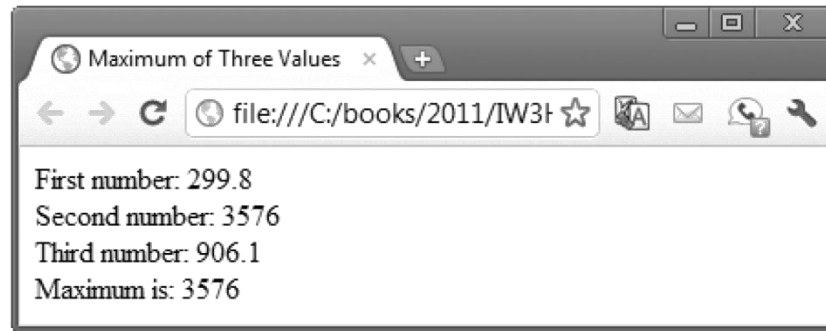 Maximum of Three Values
file:///C:/books/2011/IW3H
First number: 299.8
Second number: 3576
Third number: 906.1
Maximum is: 3576